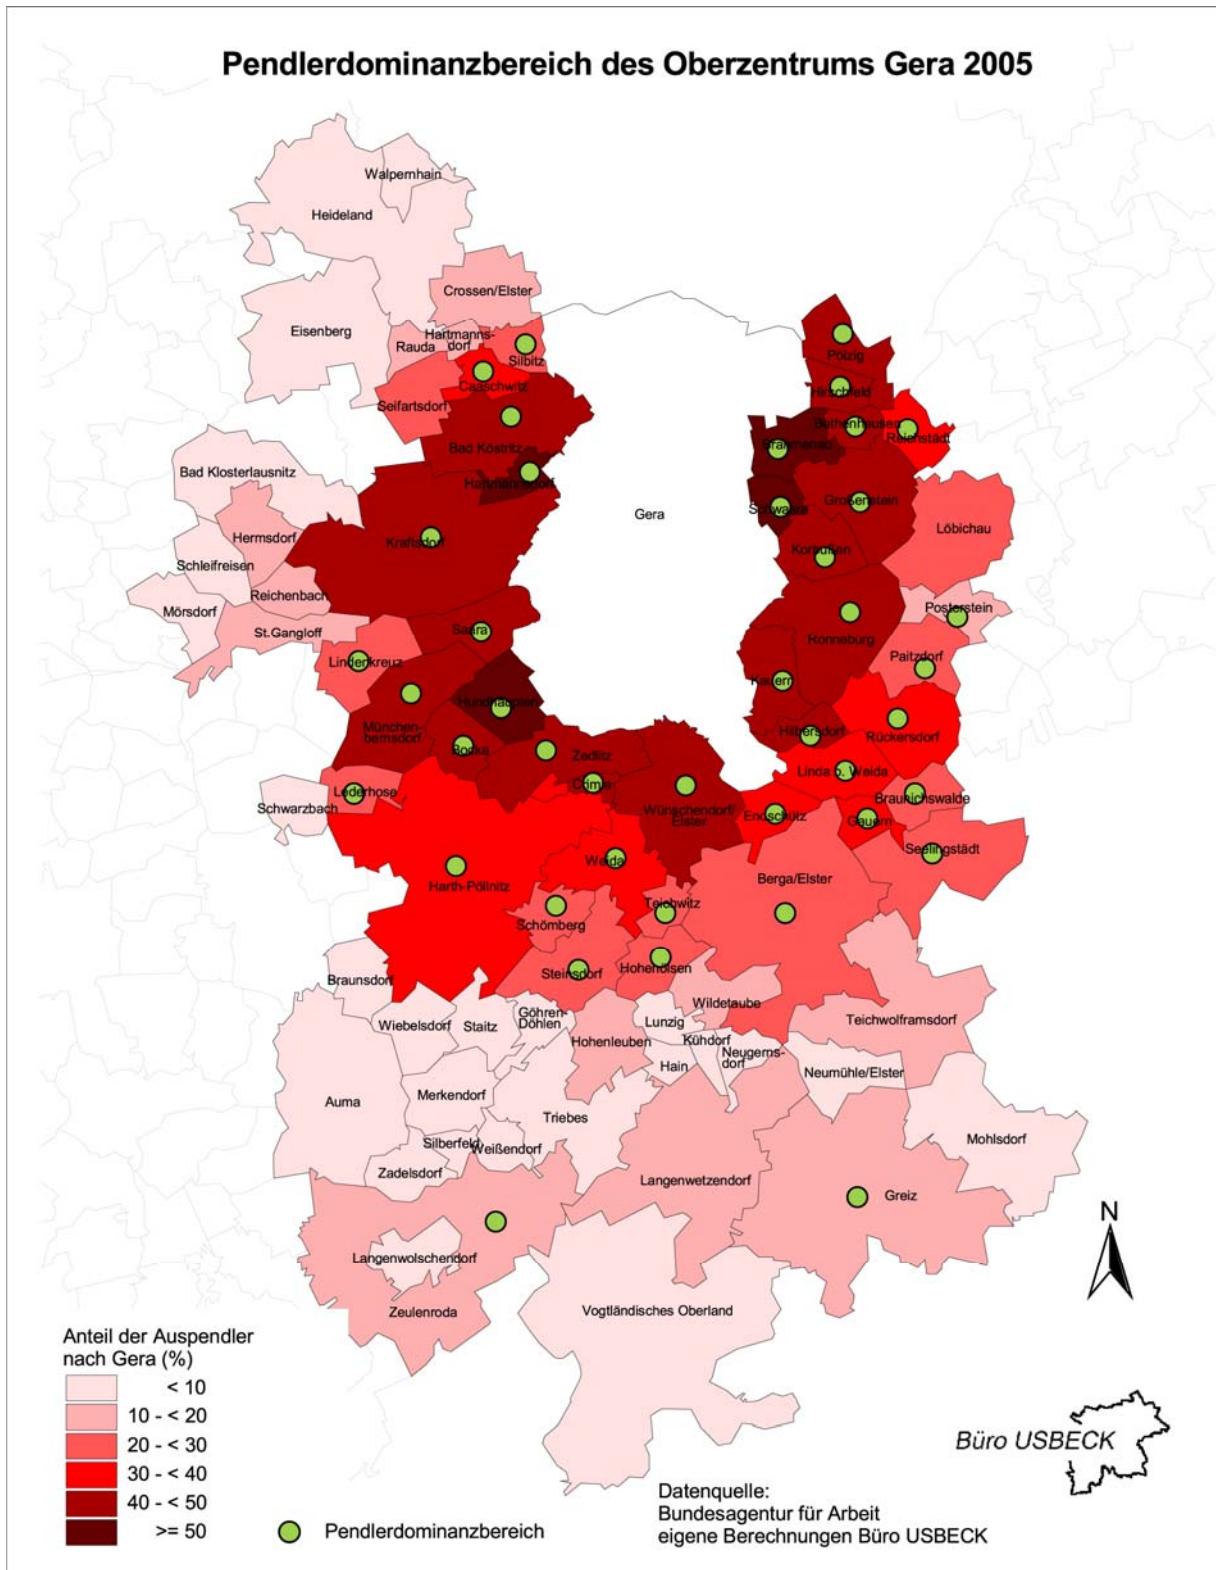 Pendlerdominanzbereich des Oberzentrums Gera 2005
Walpernhain
Heideland
Crossen/Elster
Eisenberg
Hartmanns-
dorf
Rauda
Silbitz
Caaschwitz
Seifartsdorf
Bad Köstritz
Hartmannsdorf
Bad Klosterlausnitz
Hermsdorf
Schleifreisen
Reichenbach
Mörsdorf
St.Gangloff
Kraftsdorf
Saara
Lindenkreuz
Hundhaupten
München-
bernsdorf
Bocka
Zedlitz
Crimla
Lederhose
Schwarzbach
Wünschendorf/
Elster
Gera
Pölzig
Hirschfeld
Bethenhausen
Reichstädt
Brahmenau
Schwaara
Großenstein
Korbußen
Löbichau
Posterstein
Ronneburg
Paitzdorf
Kauern
Hilbersdorf
Rückersdorf
Linda b. Weida
Braunichswalde
Endschütz
Gauern
Seelingstädt
Weida
Harth-Pöllnitz
Berga/Elster
Teichwitz
Schömberg
Steinsdorf
Hohenölsen
Braunsdorf
Wildetaube
Wiebelsdorf
Staitz
Göhren-
Döhlen
Hohenleuben
Lunzig
Kühdorf
Neugerns-
dorf
Hain
Teichwolframsdorf
Neumühle/Elster
Auma
Merkendorf
Triebes
Silberfeld
Weißendorf
Zadelsdorf
Mohlsdorf
Langenwetzendorf
Greiz
Langenwolschendorf
Zeulenroda
Vogtländisches Oberland
N
Anteil der Auspendler
nach Gera (%)
< 10
10 - < 20
20 - < 30
30 - < 40
40 - < 50
>= 50
Pendlerdominanzbereich
Büro USBECK
Datenquelle:
Bundesagentur für Arbeit
eigene Berechnungen Büro USBECK